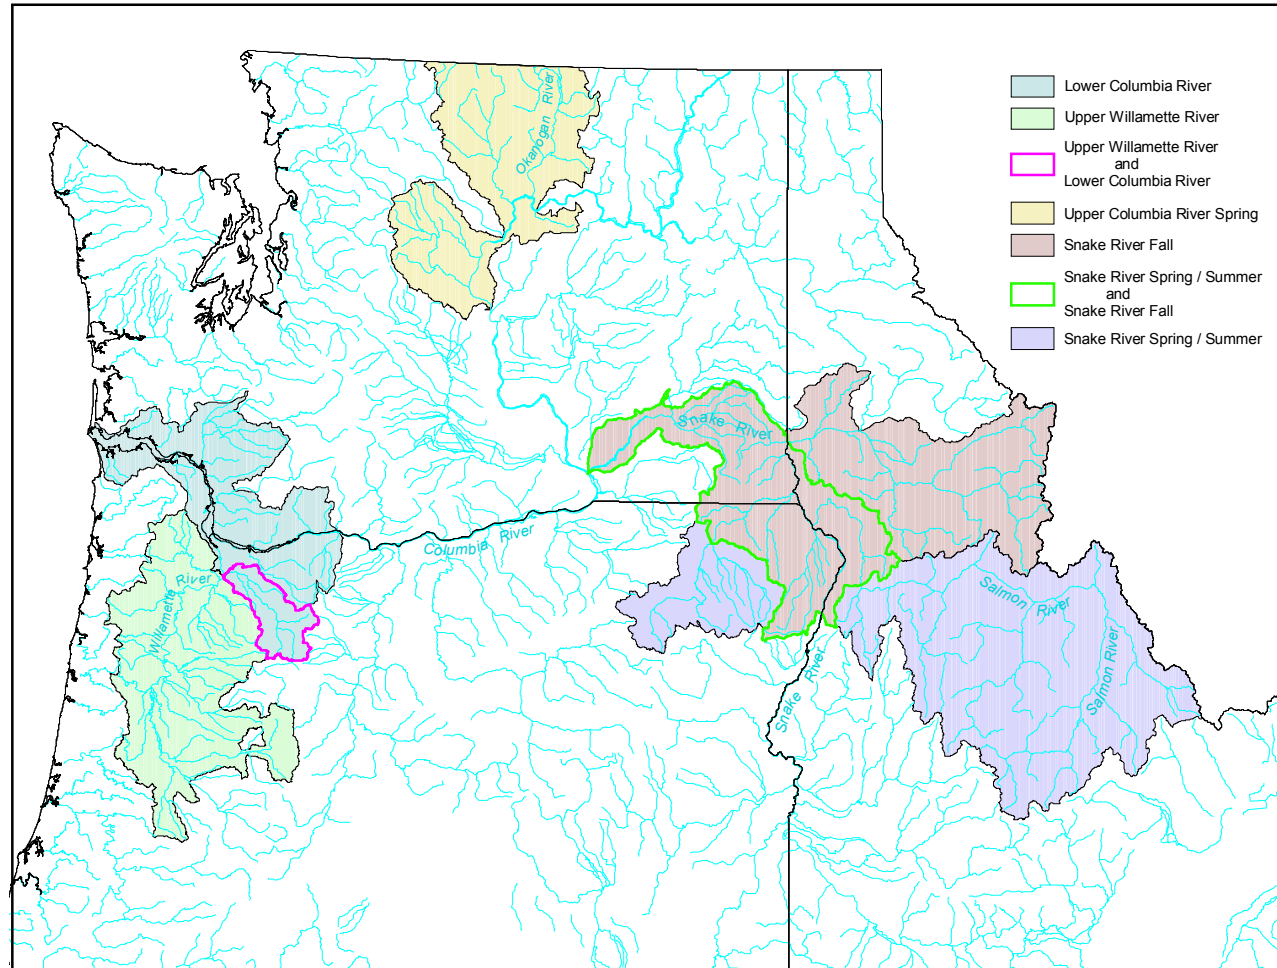 Lower Columbia River
Upper Willamette River
Upper Willamette River
and
Lower Columbia River
Upper Columbia River Spring
Snake River Fall
Snake River Spring / Summer
and
Snake River Fall
Snake River Spring / Summer
Okanogan River
Snake River
Columbia River
Willamette River
Salmon River
Salmon River
Snake River